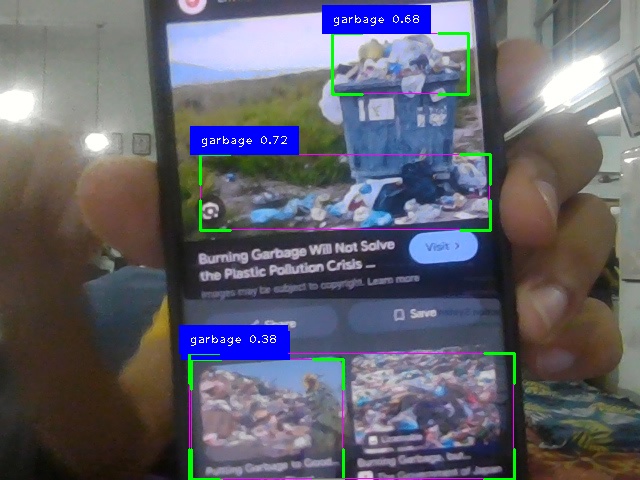 garbage 0.68
garbage 0.72
Burning Garbage Will Not Solve
the Plastic Pollution Crisis ...
Visit >
Images may be subject to copyright. Learn more
Share
Save
garbage 0.38
Putting Garbage to Good...
Burning Garbage, but...
The Government of Japan